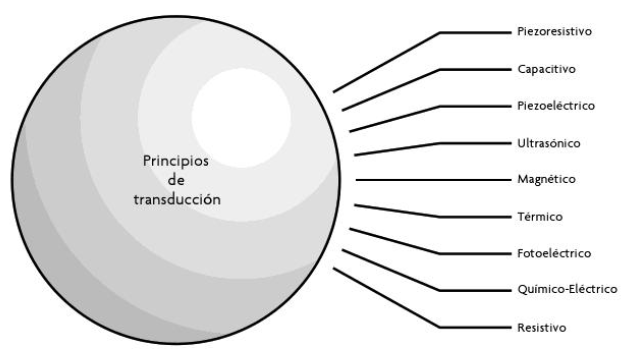 Principios
de
transducción
Piezoresistivo
Capacitivo
Piezoeléctrico
Ultrasónico
Magnético
Térmico
Fotoeléctrico
Químico-Eléctrico
Resistivo